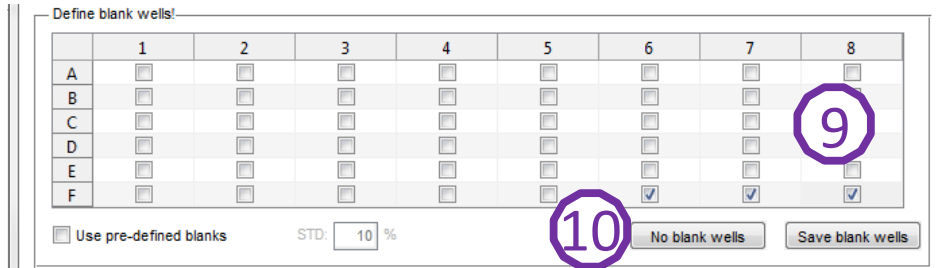 Define blank wells!
1 2 3 4 5 6 7 8
A
B
C
9
D
E
F
Use pre-defined blanks STD: 10 % 10 No blank wells Save blank wells